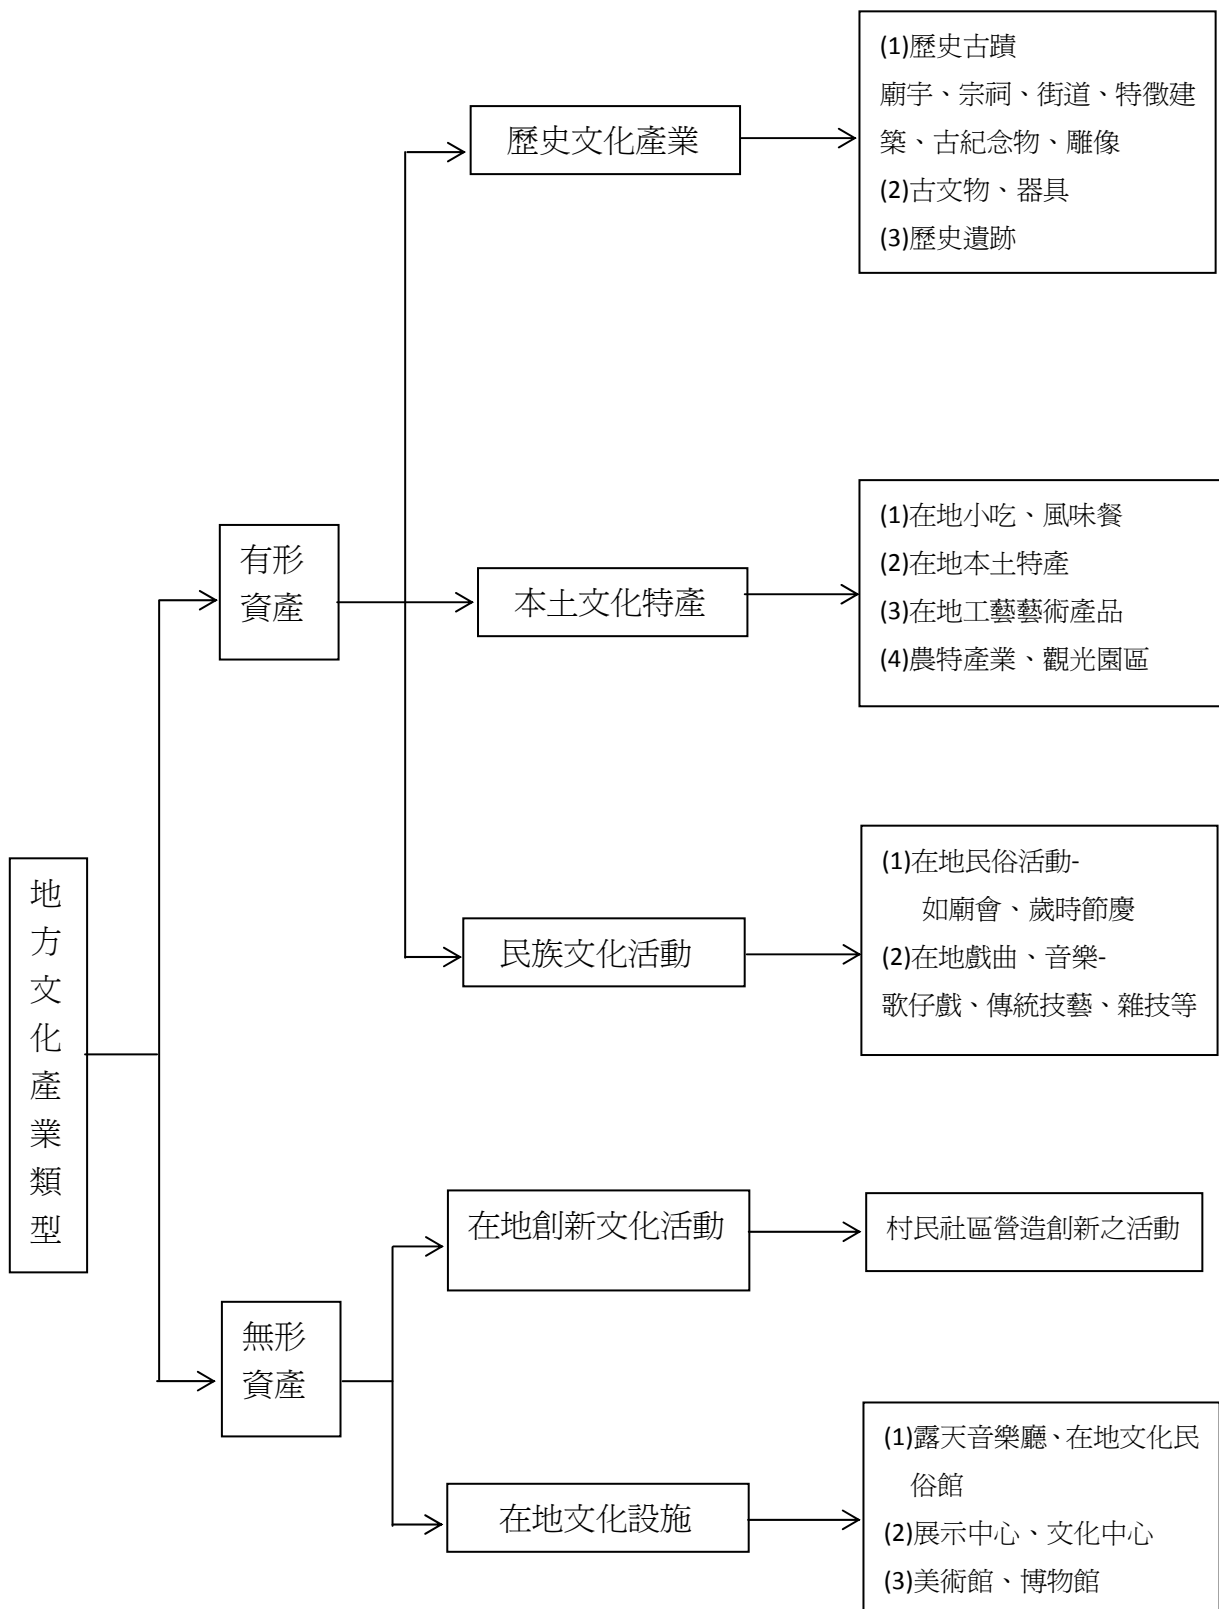 地方文化產業類型
有形
資產
歷史文化產業
(1)歷史古蹟
廟宇、宗祠、街道、特徵建
築、古紀念物、雕像
(2)古文物、器具
(3)歷史遺跡
本土文化特產
(1)在地小吃、風味餐
(2)在地本土特產
(3)在地工藝藝術產品
(4)農特產業、觀光園區
民族文化活動
(1)在地民俗活動-
如廟會、歲時節慶
(2)在地戲曲、音樂-
歌仔戲、傳統技藝、雜技等
無形
資產
在地創新文化活動
村民社區營造創新之活動
在地文化設施
(1)露天音樂廳、在地文化民
俗館
(2)展示中心、文化中心
(3)美術館、博物館